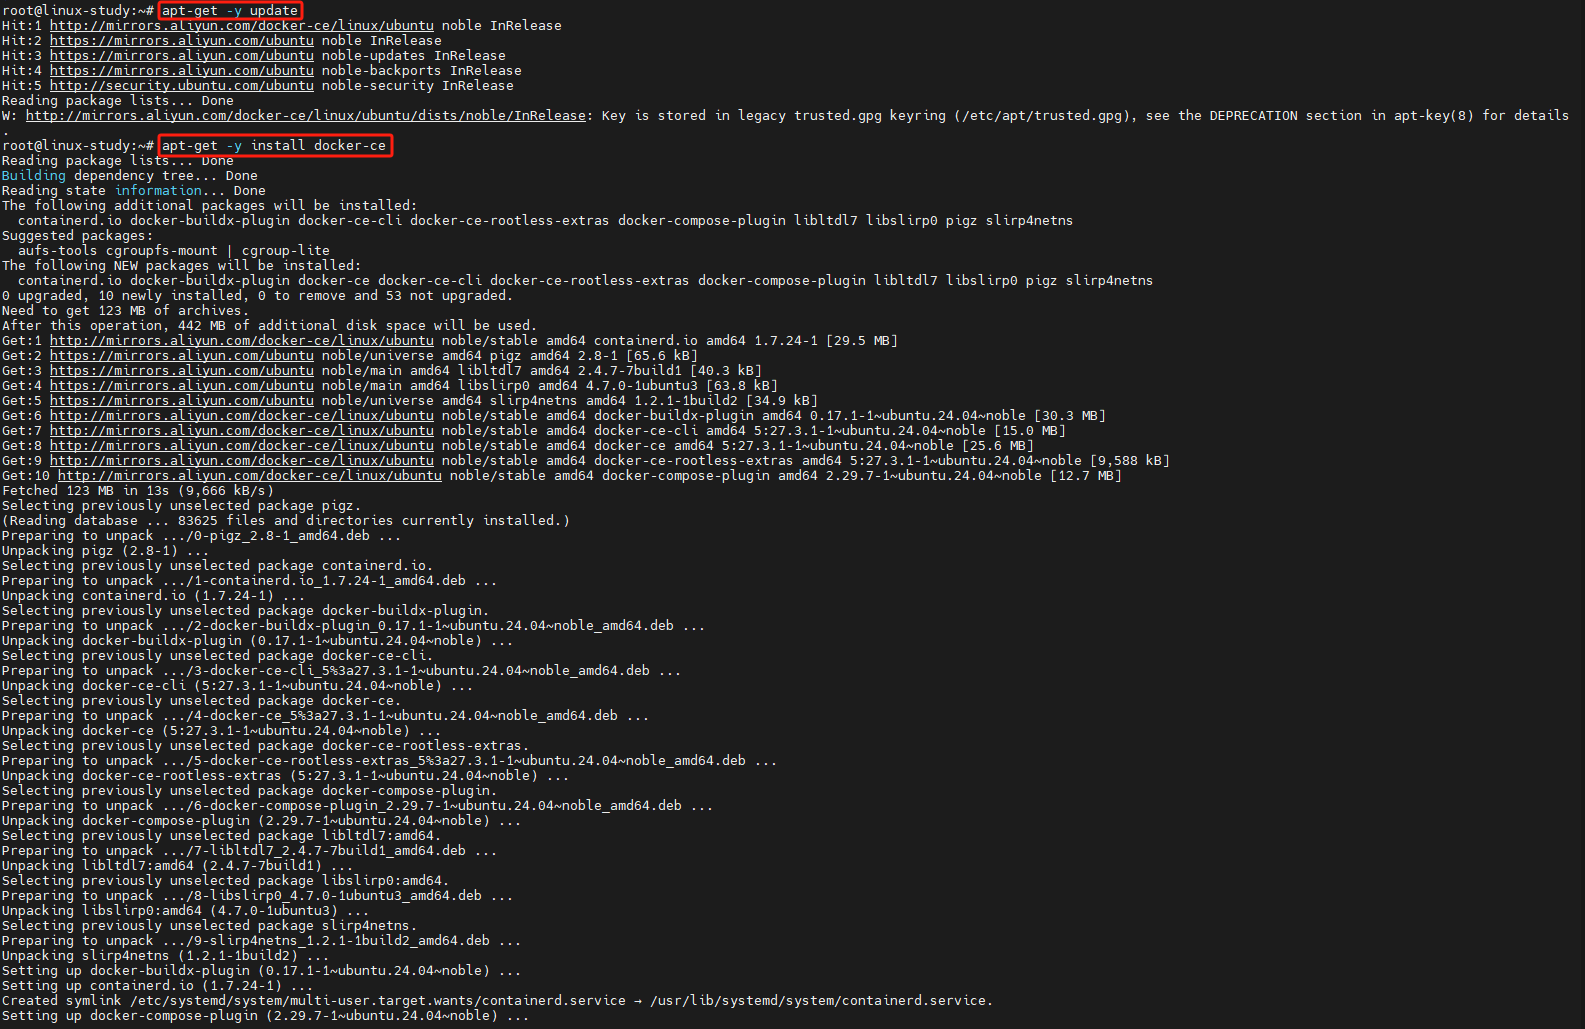 root@linux-study:~# apt-get -y update
Hit:1 http://mirrors.aliyun.com/docker-ce/linux/ubuntu noble InRelease
Hit:2 https://mirrors.aliyun.com/ubuntu noble InRelease
Hit:3 https://mirrors.aliyun.com/ubuntu noble-updates InRelease
Hit:4 https://mirrors.aliyun.com/ubuntu noble-backports InRelease
Hit:5 http://security.ubuntu.com/ubuntu noble-security InRelease
Reading package lists... Done
W: http://mirrors.aliyun.com/docker-ce/linux/ubuntu/dists/noble/InRelease: Key is stored in legacy trusted.gpg keyring (/etc/apt/trusted.gpg), see the DEPRECATION section in apt-key(8) for details
.
root@linux-study:~# apt-get -y install docker-ce
Reading package lists... Done
Building dependency tree... Done
Reading state information... Done
The following additional packages will be installed:
  containerd.io docker-buildx-plugin docker-ce-cli docker-ce-rootless-extras docker-compose-plugin libltdl7 libslirp0 pigz slirp4netns
Suggested packages:
  aufs-tools cgroupfs-mount | cgroup-lite
The following NEW packages will be installed:
  containerd.io docker-buildx-plugin docker-ce docker-ce-cli docker-ce-rootless-extras docker-compose-plugin libltdl7 libslirp0 pigz slirp4netns
0 upgraded, 10 newly installed, 0 to remove and 53 not upgraded.
Need to get 123 MB of archives.
After this operation, 442 MB of additional disk space will be used.
Get:1 http://mirrors.aliyun.com/docker-ce/linux/ubuntu noble/stable amd64 containerd.io amd64 1.7.24-1 [29.5 MB]
Get:2 https://mirrors.aliyun.com/ubuntu noble/universe amd64 pigz amd64 2.8-1 [65.6 kB]
Get:3 https://mirrors.aliyun.com/ubuntu noble/main amd64 libltdl7 amd64 2.4.7-7build1 [40.3 kB]
Get:4 https://mirrors.aliyun.com/ubuntu noble/main amd64 libslirp0 amd64 4.7.0-1ubuntu3 [63.8 kB]
Get:5 https://mirrors.aliyun.com/ubuntu noble/universe amd64 slirp4netns amd64 1.2.1-1build2 [34.9 kB]
Get:6 http://mirrors.aliyun.com/docker-ce/linux/ubuntu noble/stable amd64 docker-buildx-plugin amd64 0.17.1-1~ubuntu.24.04~noble [30.3 MB]
Get:7 http://mirrors.aliyun.com/docker-ce/linux/ubuntu noble/stable amd64 docker-ce-cli amd64 5:27.3.1-1~ubuntu.24.04~noble [15.0 MB]
Get:8 http://mirrors.aliyun.com/docker-ce/linux/ubuntu noble/stable amd64 docker-ce amd64 5:27.3.1-1~ubuntu.24.04~noble [25.6 MB]
Get:9 http://mirrors.aliyun.com/docker-ce/linux/ubuntu noble/stable amd64 docker-ce-rootless-extras amd64 5:27.3.1-1~ubuntu.24.04~noble [9,588 kB]
Get:10 http://mirrors.aliyun.com/docker-ce/linux/ubuntu noble/stable amd64 docker-compose-plugin amd64 2.29.7-1~ubuntu.24.04~noble [12.7 MB]
Fetched 123 MB in 13s (9,666 kB/s)
Selecting previously unselected package pigz.
(Reading database ... 83625 files and directories currently installed.)
Preparing to unpack .../0-pigz_2.8-1_amd64.deb ...
Unpacking pigz (2.8-1) ...
Selecting previously unselected package containerd.io.
Preparing to unpack .../1-containerd.io_1.7.24-1_amd64.deb ...
Unpacking containerd.io (1.7.24-1) ...
Selecting previously unselected package docker-buildx-plugin.
Preparing to unpack .../2-docker-buildx-plugin_0.17.1-1~ubuntu.24.04~noble_amd64.deb ...
Unpacking docker-buildx-plugin (0.17.1-1~ubuntu.24.04~noble) ...
Selecting previously unselected package docker-ce-cli.
Preparing to unpack .../3-docker-ce-cli_5%3a27.3.1-1~ubuntu.24.04~noble_amd64.deb ...
Unpacking docker-ce-cli (5:27.3.1-1~ubuntu.24.04~noble) ...
Selecting previously unselected package docker-ce.
Preparing to unpack .../4-docker-ce_5%3a27.3.1-1~ubuntu.24.04~noble_amd64.deb ...
Unpacking docker-ce (5:27.3.1-1~ubuntu.24.04~noble) ...
Selecting previously unselected package docker-ce-rootless-extras.
Preparing to unpack .../5-docker-ce-rootless-extras_5%3a27.3.1-1~ubuntu.24.04~noble_amd64.deb ...
Unpacking docker-ce-rootless-extras (5:27.3.1-1~ubuntu.24.04~noble) ...
Selecting previously unselected package docker-compose-plugin.
Preparing to unpack .../6-docker-compose-plugin_2.29.7-1~ubuntu.24.04~noble_amd64.deb ...
Unpacking docker-compose-plugin (2.29.7-1~ubuntu.24.04~noble) ...
Selecting previously unselected package libltdl7:amd64.
Preparing to unpack .../7-libltdl7_2.4.7-7build1_amd64.deb ...
Unpacking libltdl7:amd64 (2.4.7-7build1) ...
Selecting previously unselected package libslirp0:amd64.
Preparing to unpack .../8-libslirp0_4.7.0-1ubuntu3_amd64.deb ...
Unpacking libslirp0:amd64 (4.7.0-1ubuntu3) ...
Selecting previously unselected package slirp4netns.
Preparing to unpack .../9-slirp4netns_1.2.1-1build2_amd64.deb ...
Unpacking slirp4netns (1.2.1-1build2) ...
Setting up docker-buildx-plugin (0.17.1-1~ubuntu.24.04~noble) ...
Setting up containerd.io (1.7.24-1) ...
Created symlink /etc/systemd/system/multi-user.target.wants/containerd.service → /usr/lib/systemd/system/containerd.service.
Setting up docker-compose-plugin (2.29.7-1~ubuntu.24.04~noble) ...